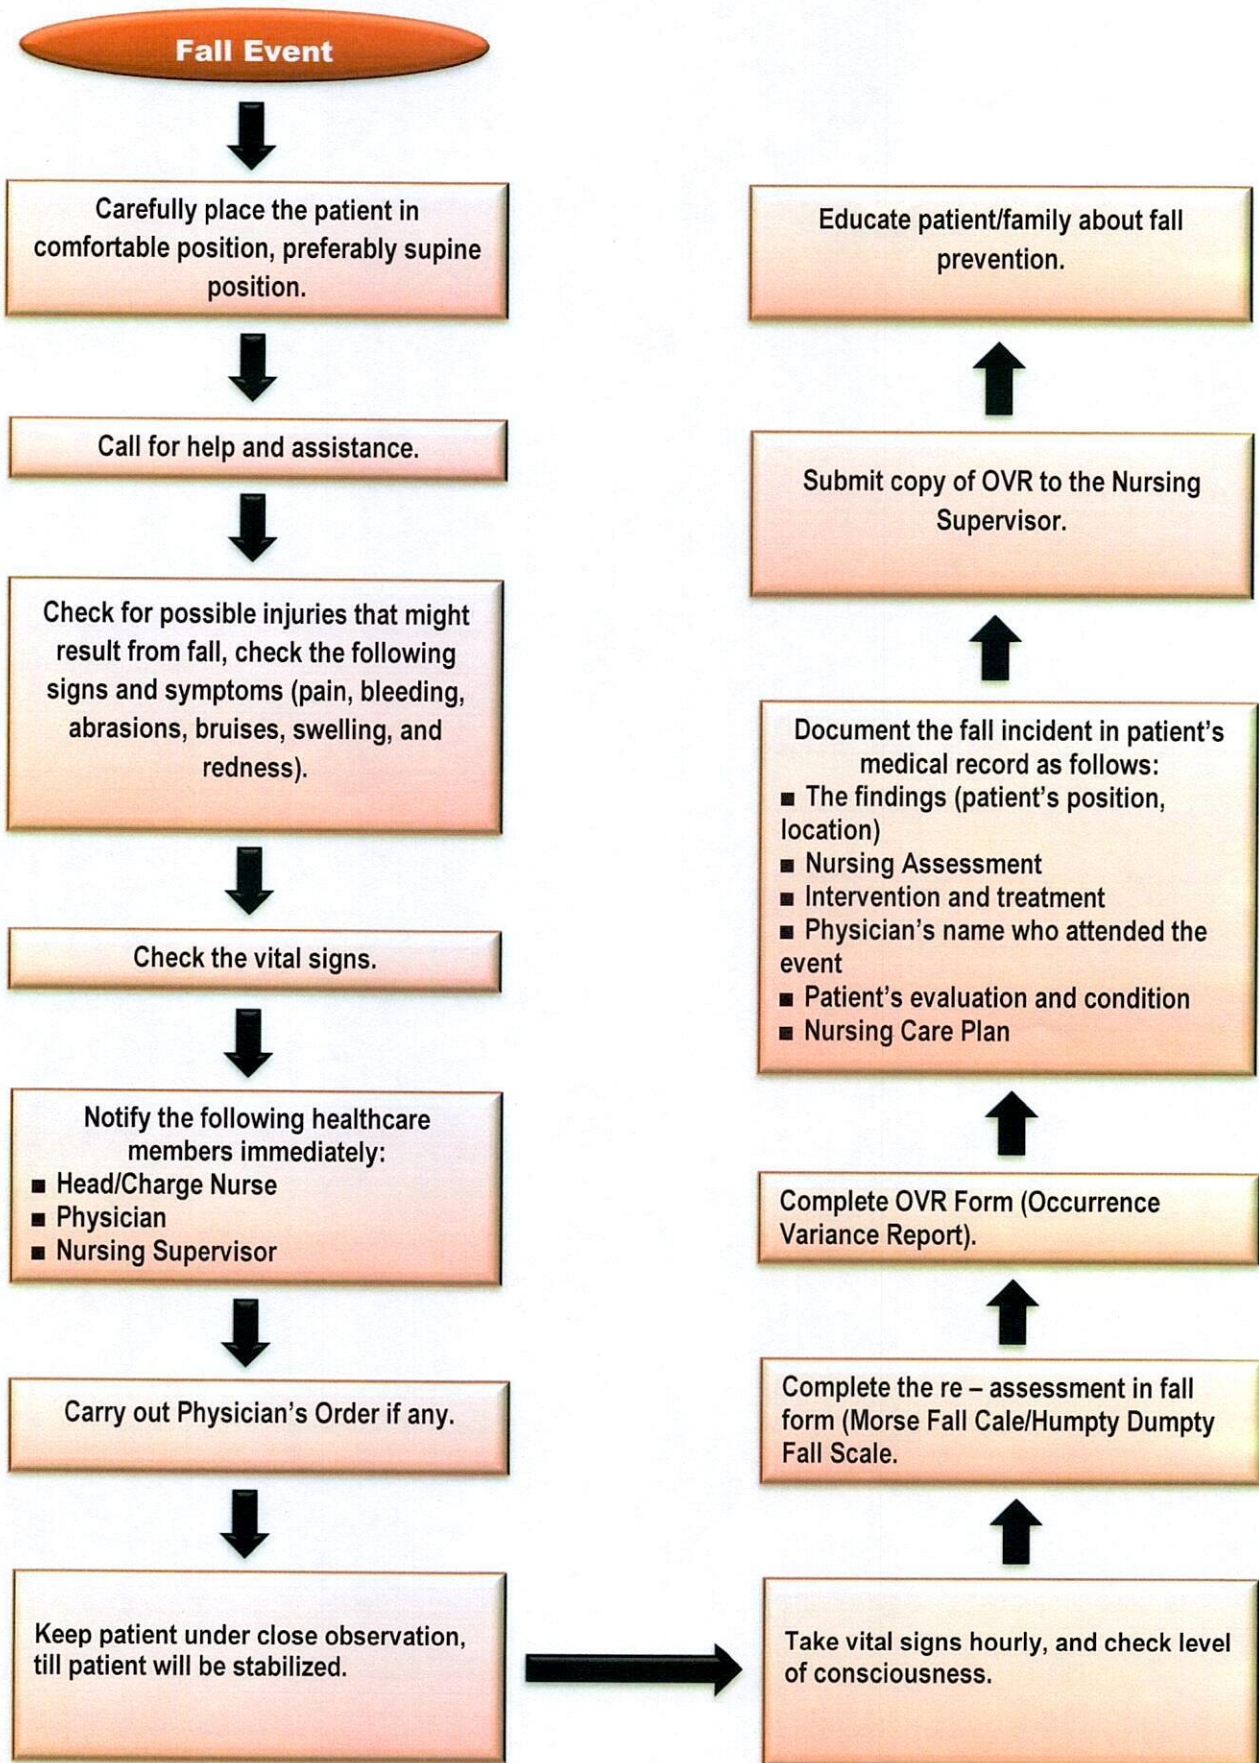 Fall Event
Carefully place the patient in
comfortable position, preferably supine
position.
Call for help and assistance.
Check for possible injuries that might
result from fall, check the following
signs and symptoms (pain, bleeding,
abrasions, bruises, swelling, and
redness).
Check the vital signs.
Notify the following healthcare
members immediately:
■ Head/Charge Nurse
■ Physician
■ Nursing Supervisor
Carry out Physician's Order if any.
Keep patient under close observation,
till patient will be stabilized.
Take vital signs hourly, and check level
of consciousness.
Complete the re – assessment in fall
form (Morse Fall Cale/Humpty Dumpty
Fall Scale.
Complete OVR Form (Occurrence
Variance Report).
Document the fall incident in patient's
medical record as follows:
■ The findings (patient's position,
location)
■ Nursing Assessment
■ Intervention and treatment
■ Physician's name who attended the
event
■ Patient's evaluation and condition
■ Nursing Care Plan
Submit copy of OVR to the Nursing
Supervisor.
Educate patient/family about fall
prevention.